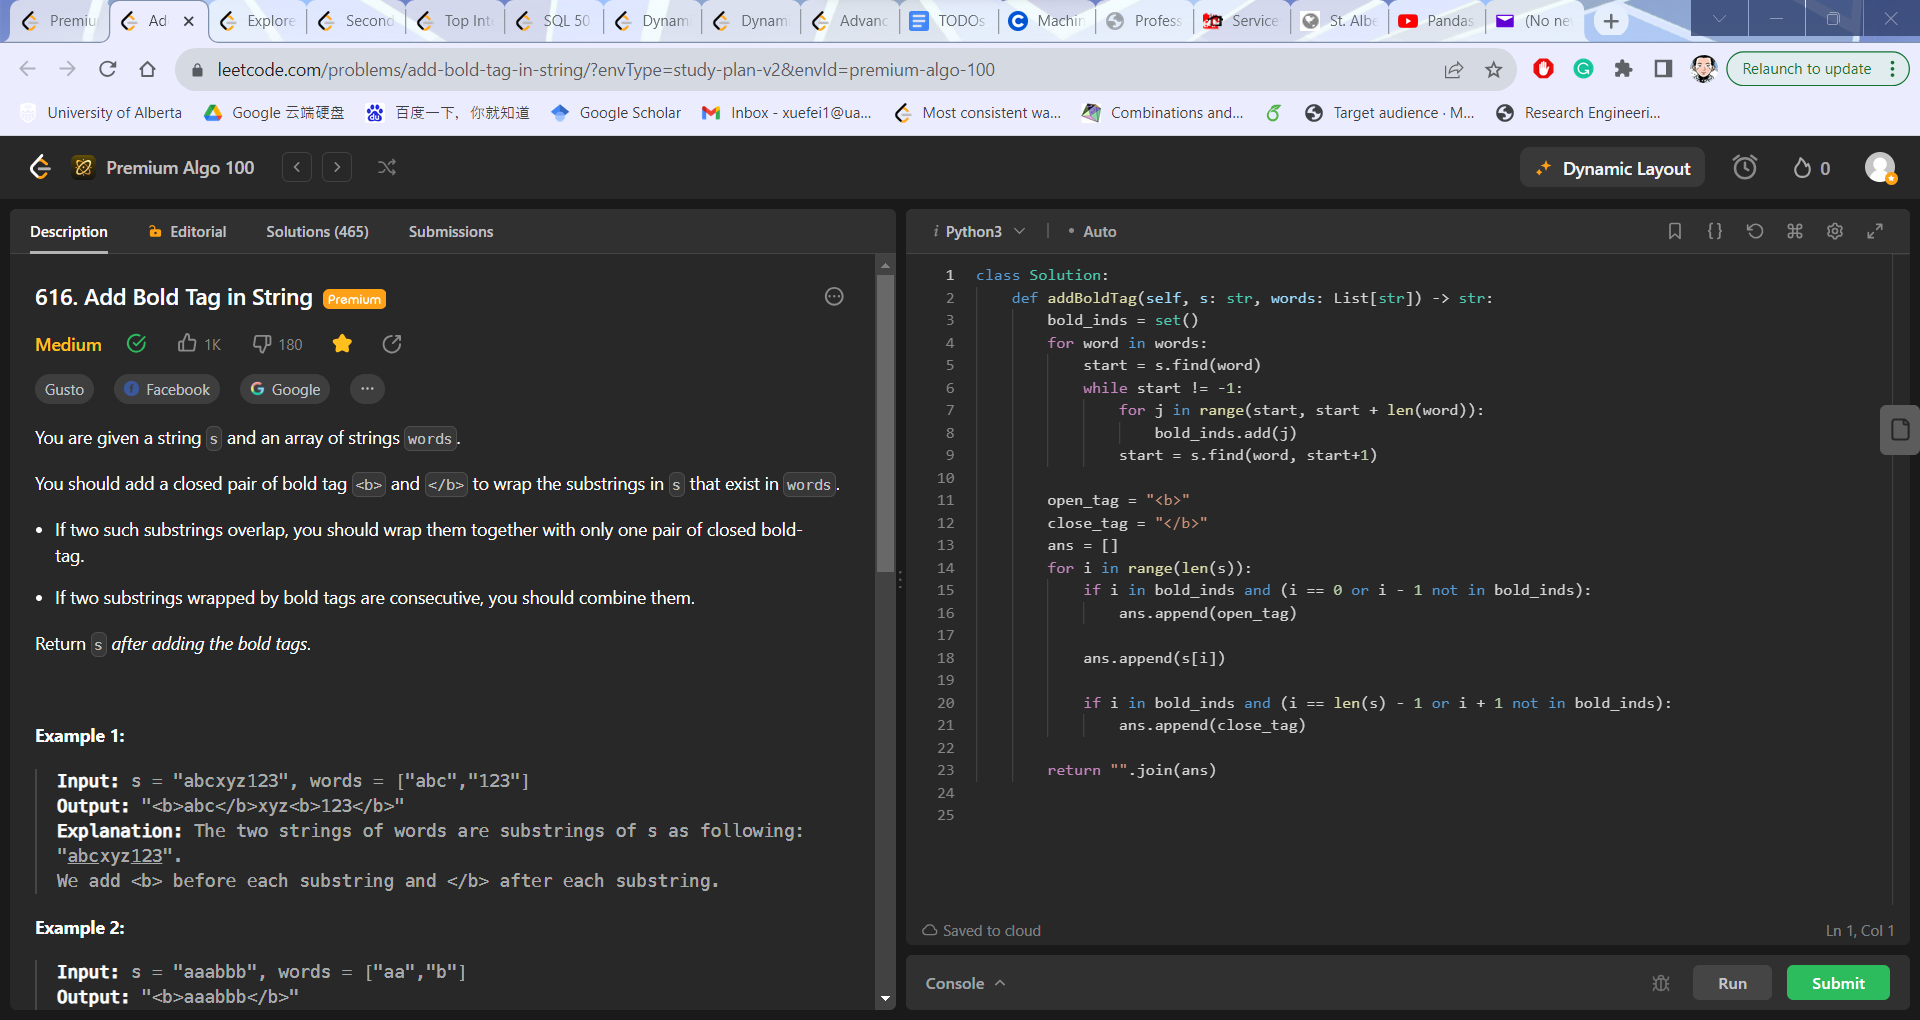 Premiu
Ad
Explore
Second
Top Int
SQL 50
Dynam
Dynam
Advanc
TODOs
Machin
Profess
Service
St. Albe
Pandas
(No ne
leetcode.com/problems/add-bold-tag-in-string/?envType=study-plan-v2&envId=premium-algo-100
Relaunch to update
University of Alberta
Google 云端硬盘
百度一下，你就知道
Google Scholar
Inbox - xuefei1@ua...
Most consistent wa...
Combinations and...
Target audience · M...
Research Engineeri...
Premium Algo 100
Dynamic Layout
0
Description
Editorial
Solutions (465)
Submissions
616. Add Bold Tag in String Premium
Medium
1K
180
Gusto
Facebook
Google
...
You are given a string s and an array of strings words.
You should add a closed pair of bold tag <b> and </b> to wrap the substrings in s that exist in words.
• If two such substrings overlap, you should wrap them together with only one pair of closed bold-
tag.
• If two substrings wrapped by bold tags are consecutive, you should combine them.
Return s after adding the bold tags.
Example 1:
Input: s = "abcxyz123", words = ["abc","123"]
Output: "<b>abc</b>xyz<b>123</b>"
Explanation: The two strings of words are substrings of s as following:
"abcxyz123".
We add <b> before each substring and </b> after each substring.
Example 2:
Input: s = "aaabbb", words = ["aa","b"]
Output: "<b>aaabbb</b>"
i Python3
• Auto
1 class Solution:
2 def addBoldTag(self, s: str, words: List[str]) -> str:
3 bold_inds = set()
4 for word in words:
5 start = s.find(word)
6 while start != -1:
7 for j in range(start, start + len(word)):
8 bold_inds.add(j)
9 start = s.find(word, start+1)
10
11 open_tag = "<b>"
12 close_tag = "</b>"
13 ans = []
14 for i in range(len(s)):
15 if i in bold_inds and (i == 0 or i - 1 not in bold_inds):
16 ans.append(open_tag)
17
18 ans.append(s[i])
19
20 if i in bold_inds and (i == len(s) - 1 or i + 1 not in bold_inds):
21 ans.append(close_tag)
22
23 return "".join(ans)
24
25
Saved to cloud
Ln 1, Col 1
Console
Run
Submit